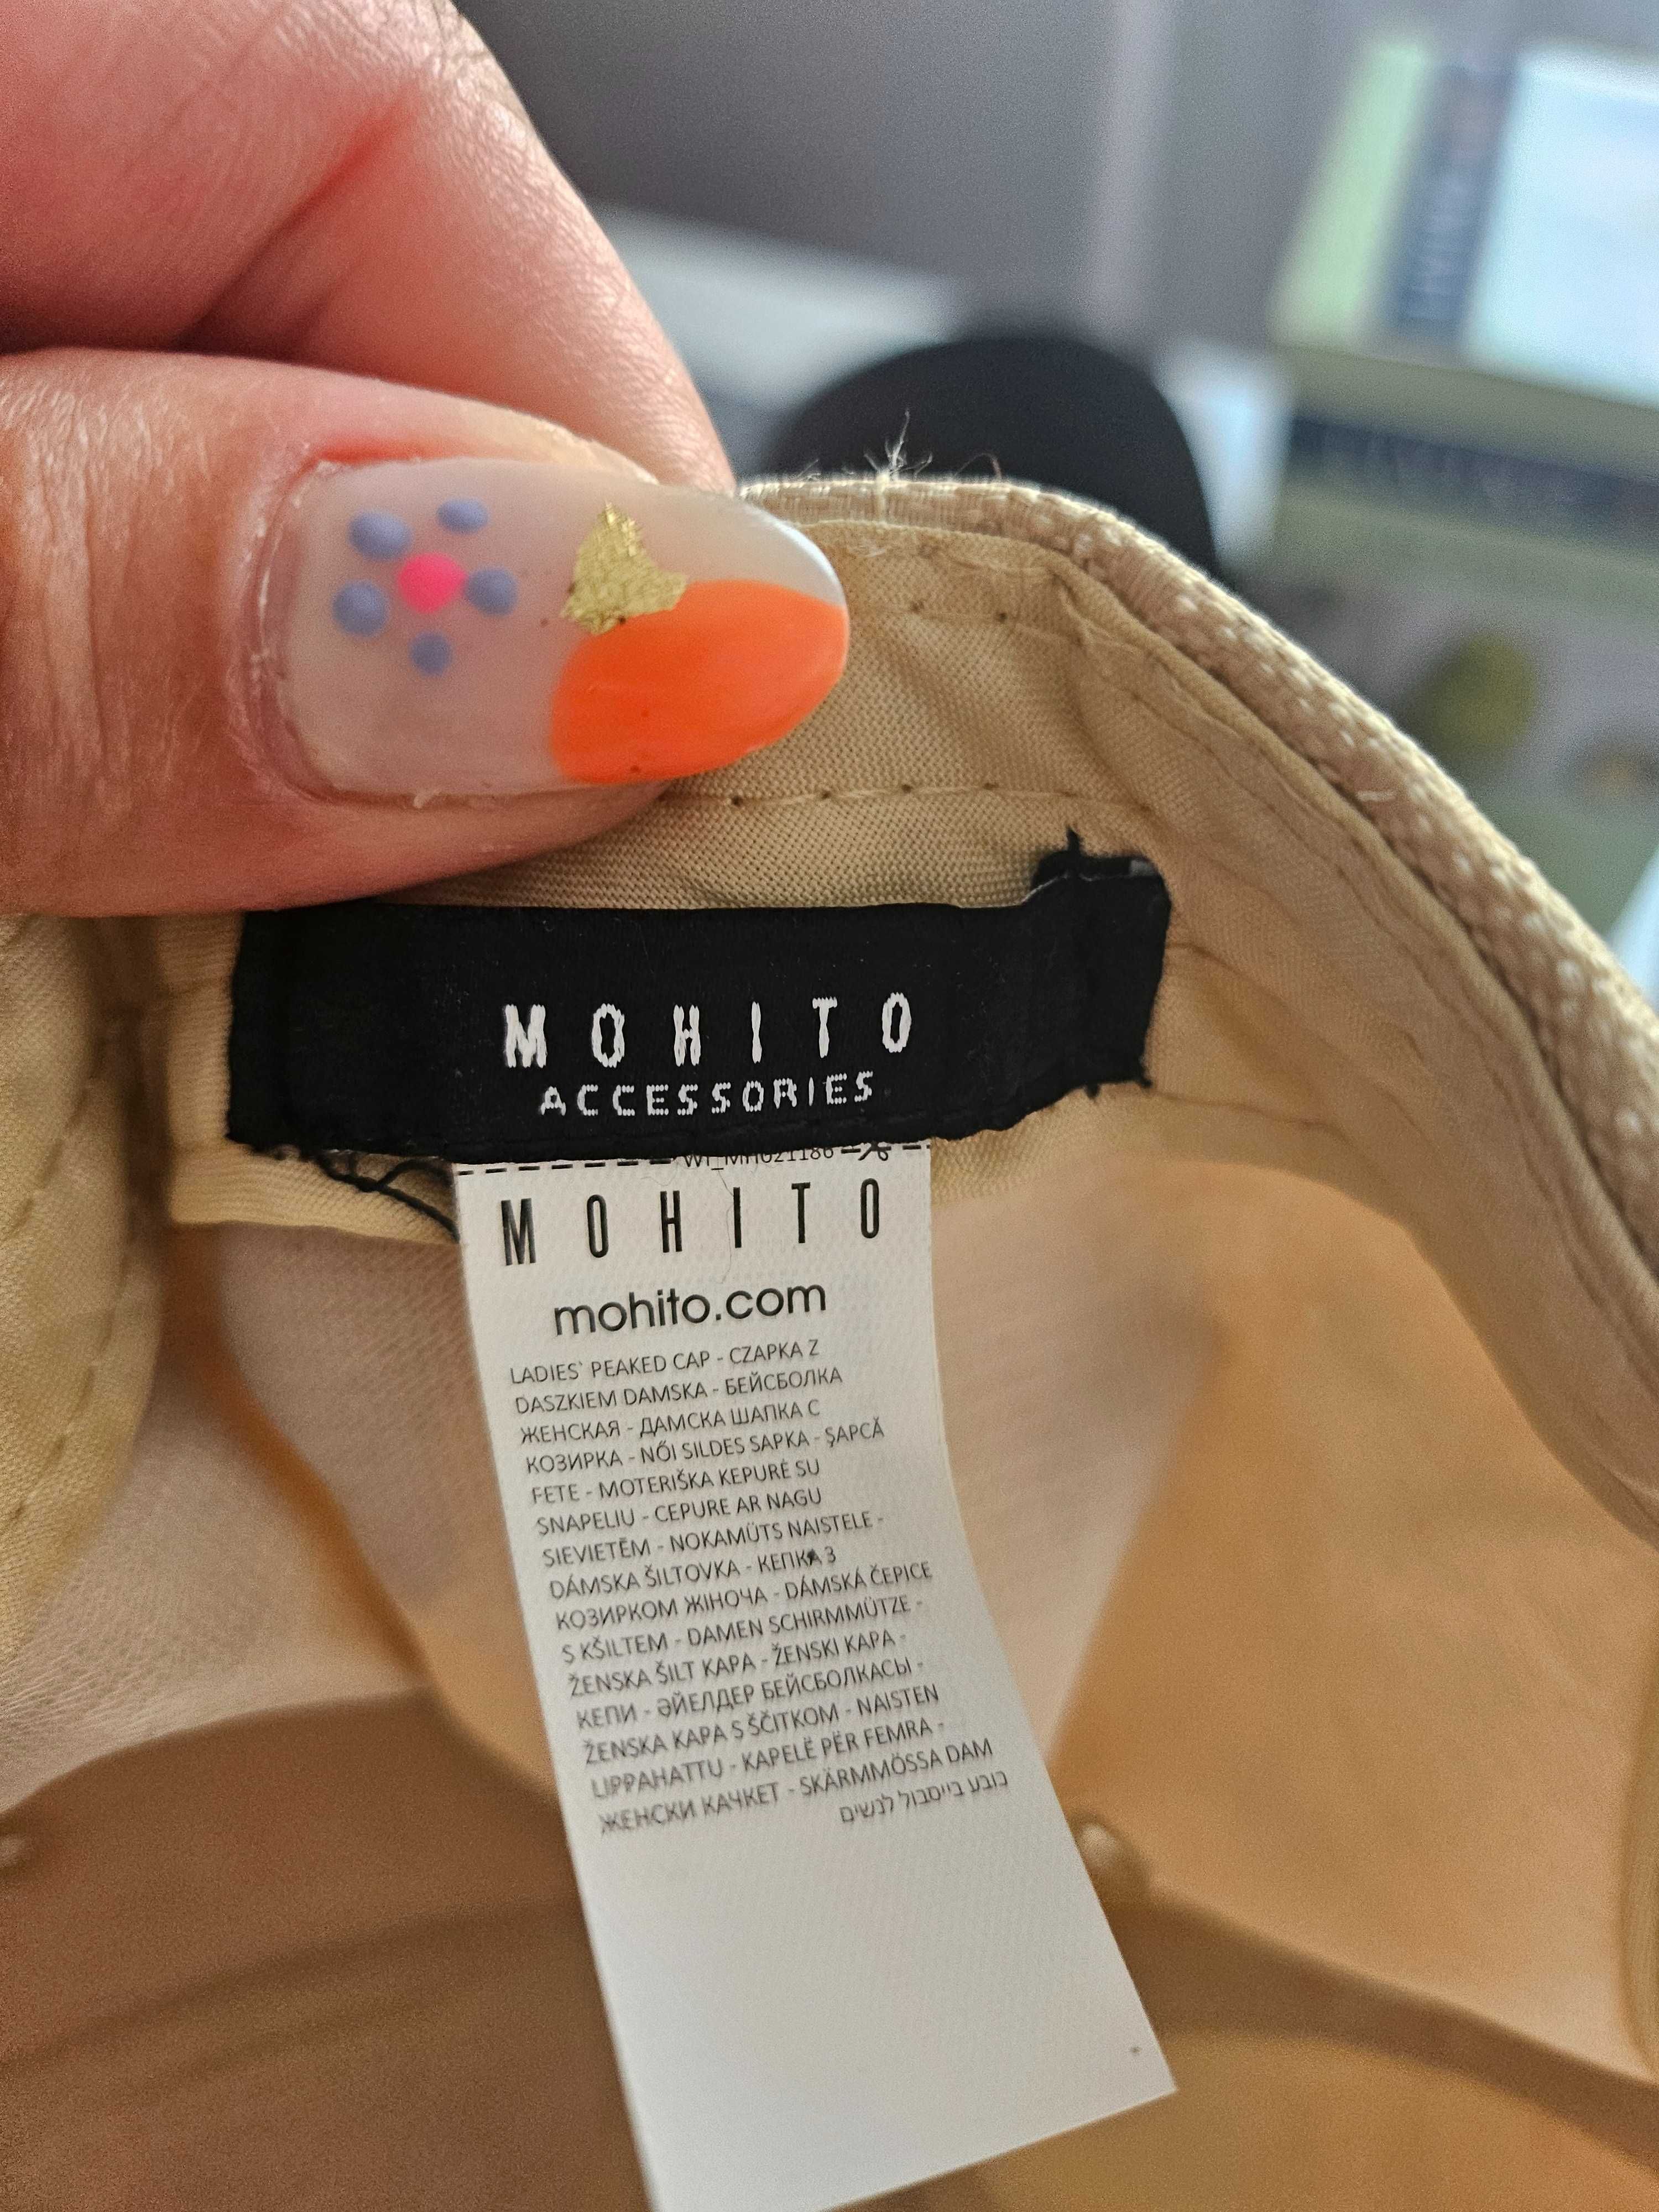 MOHITO
ACCESSORIES
WI_MH021186
MOHITO
mohito.com
LADIES` PEAKED CAP - CZAPKA Z
DASZKIEM DAMSKA - БЕЙСБОЛКА
ЖЕНСКАЯ - ДАМСКА ШАПКА С
КОЗИРКА - NŐI SILDES SAPKA - ŞAPCĂ
FETE - MOTERIŠKA KEPURĖ SU
SNAPELIU - CEPURE AR NAGU
SIEVIETĒM - NOKAMÜTS NAISTELE -
DÁMSKA ŠILTOVKA - КЕПКА З
КОЗИРКОМ ЖІНОЧА - DÁMSKÁ ČEPICE
S KŠILTEM - DAMEN SCHIRMMÜTZE -
ŽENSKA ŠILT KAPA - ŽENSKI KAPA -
КЕПИ - ӘЙЕЛДЕР БЕЙСБОЛКАСЫ -
ŽENSKA KAPA S ŠČITKOM - NAISTEN
LIPPAHATTU - KAPELË PËR FEMRA -
ЖЕНСКИ КАЧКЕТ - SKÄRMMÖSSA DAM
כובע בייסבול לנשים